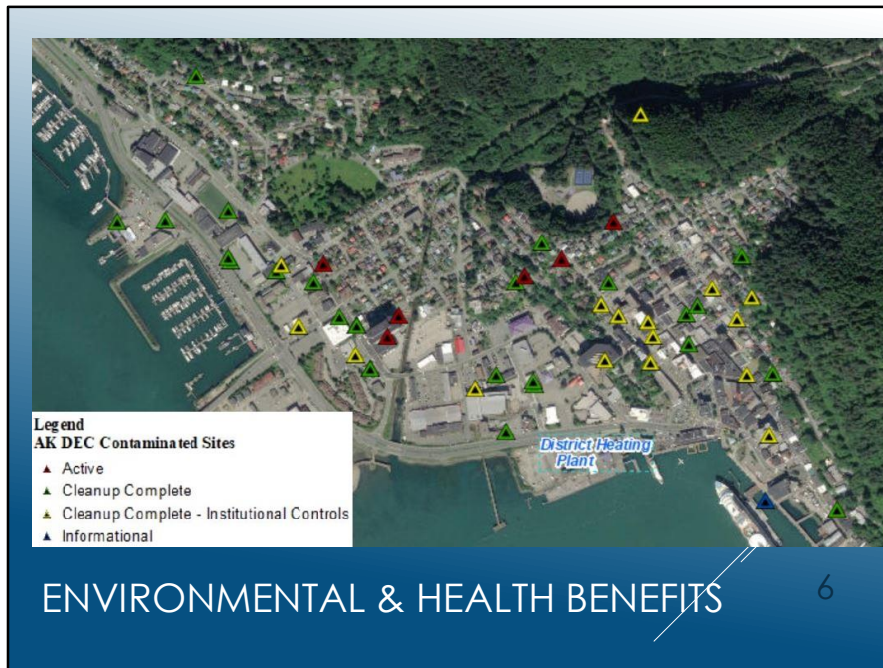 District Heating
Plant
Legend
AK DEC Contaminated Sites
Active
Cleanup Complete
Cleanup Complete - Institutional Controls
Informational
ENVIRONMENTAL & HEALTH BENEFITS
6